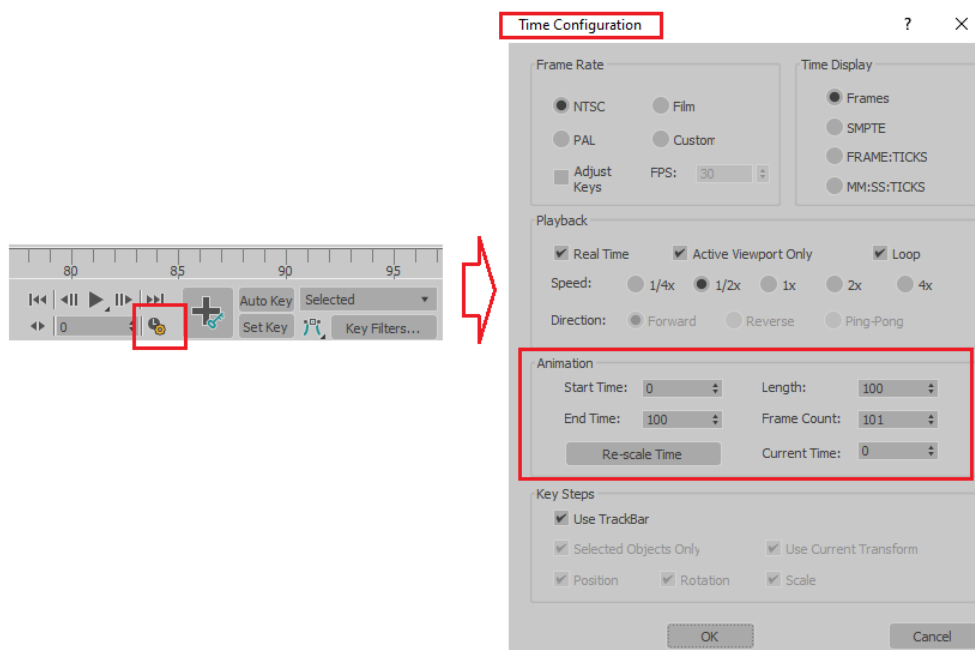 Time Configuration
? X
Frame Rate
NTSC Film
PAL Custom
Adjust Keys FPS: 30
Time Display
Frames
SMPTE
FRAME:TICKS
MM:SS:TICKS
Playback
Real Time Active Viewport Only Loop
Speed: 1/4x 1/2x 1x 2x 4x
Direction: Forward Reverse Ping-Pong
80 85 90 95
Auto Key Selected
0 Set Key Key Filters...
Animation
Start Time: 0 Length: 100
End Time: 100 Frame Count: 101
Re-scale Time Current Time: 0
Key Steps
Use TrackBar
Selected Objects Only Use Current Transform
Position Rotation Scale
OK Cancel